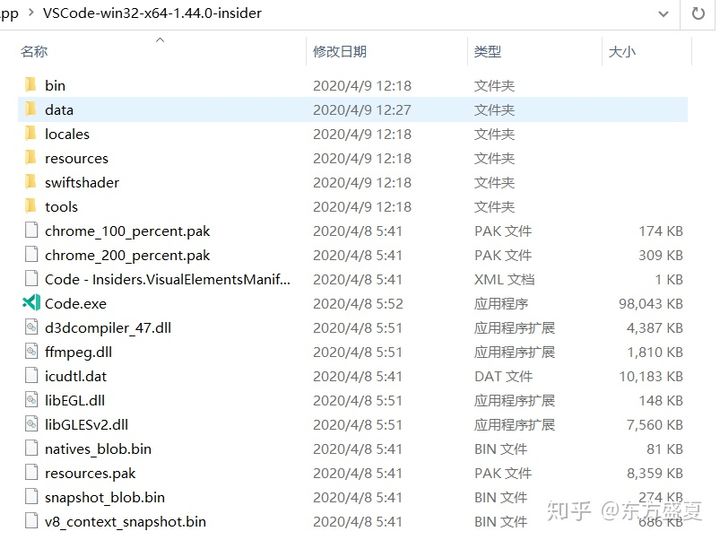 pp > VSCode-win32-x64-1.44.0-insider
名称 修改日期 类型 大小
bin 2020/4/9 12:18 文件夹
data 2020/4/9 12:27 文件夹
locales 2020/4/9 12:18 文件夹
resources 2020/4/9 12:18 文件夹
swiftshader 2020/4/9 12:18 文件夹
tools 2020/4/9 12:18 文件夹
chrome_100_percent.pak 2020/4/8 5:41 PAK 文件 174 KB
chrome_200_percent.pak 2020/4/8 5:41 PAK 文件 309 KB
Code - Insiders.VisualElementsManif... 2020/4/8 5:41 XML 文档 1 KB
Code.exe 2020/4/8 5:52 应用程序 98,043 KB
d3dcompiler_47.dll 2020/4/8 5:51 应用程序扩展 4,387 KB
ffmpeg.dll 2020/4/8 5:51 应用程序扩展 1,810 KB
icudtl.dat 2020/4/8 5:41 DAT 文件 10,183 KB
libEGL.dll 2020/4/8 5:51 应用程序扩展 148 KB
libGLESv2.dll 2020/4/8 5:51 应用程序扩展 7,560 KB
natives_blob.bin 2020/4/8 5:41 BIN 文件 81 KB
resources.pak 2020/4/8 5:41 PAK 文件 8,359 KB
snapshot_blob.bin 2020/4/8 5:41 BIN 文件 274 KB
v8_context_snapshot.bin 2020/4/8 5:41 BIN 文件 686 KB
知乎 @东方盛夏